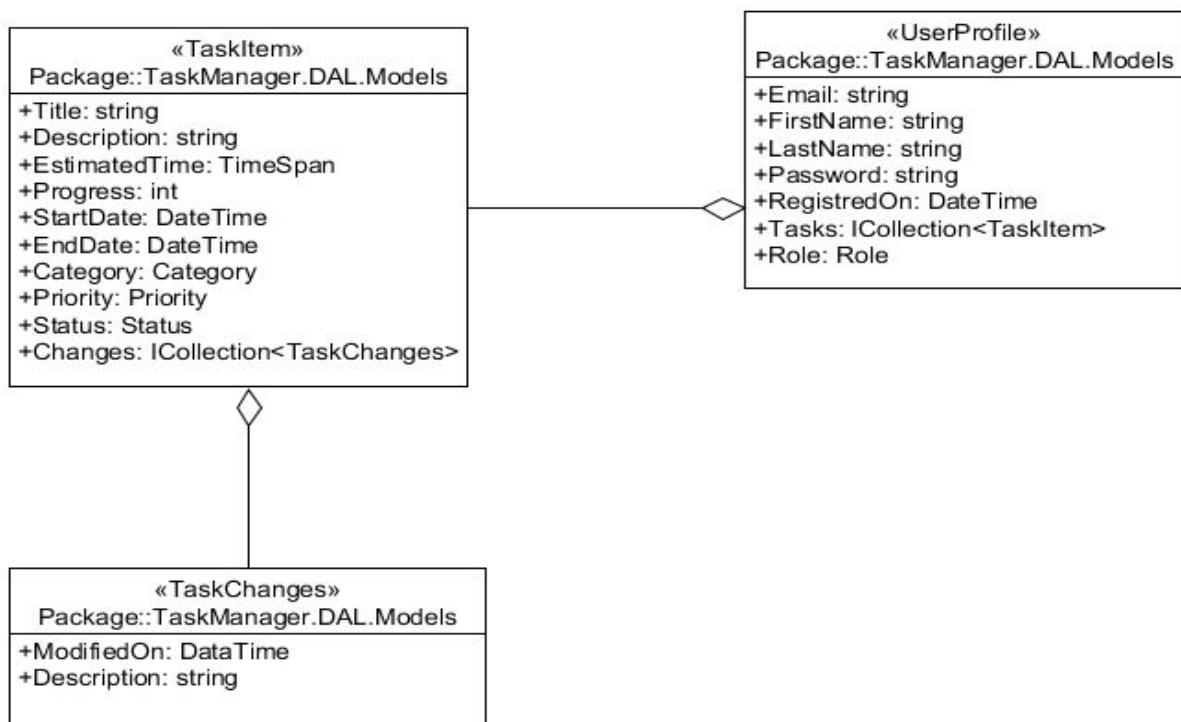 «TaskItem»
Package::TaskManager.DAL.Models
+Title: string
+Description: string
+EstimatedTime: TimeSpan
+Progress: int
+StartDate: DateTime
+EndDate: DateTime
+Category: Category
+Priority: Priority
+Status: Status
+Changes: ICollection<TaskChanges>
«UserProfile»
Package::TaskManager.DAL.Models
+Email: string
+FirstName: string
+LastName: string
+Password: string
+RegistredOn: DateTime
+Tasks: ICollection<TaskItem>
+Role: Role
«TaskChanges»
Package::TaskManager.DAL.Models
+ModifiedOn: DataTime
+Description: string